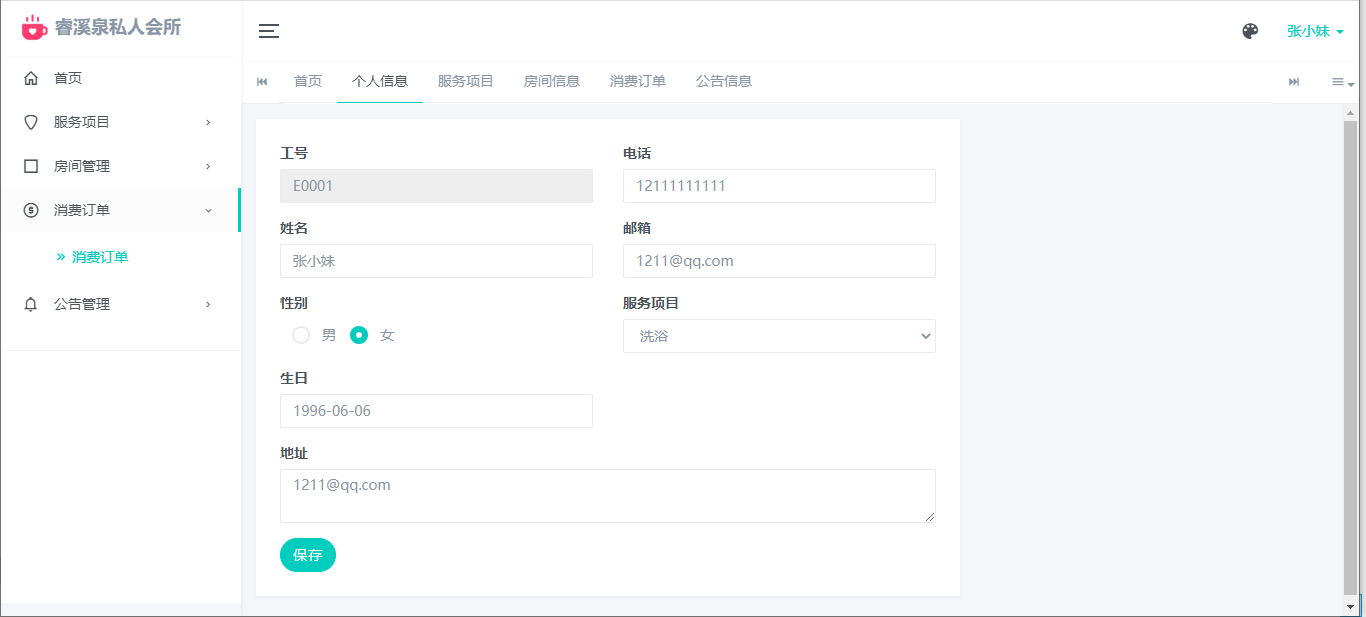 睿溪泉私人会所
张小妹
首页
服务项目
房间管理
消费订单
消费订单
公告管理
首页 个人信息 服务项目 房间信息 消费订单 公告信息
工号 电话
E0001 12111111111
姓名 邮箱
张小妹 1211@qq.com
性别 服务项目
男 女 洗浴
生日
1996-06-06
地址
1211@qq.com
保存